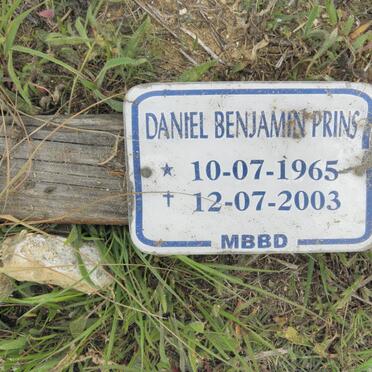 DANIEL BENJAMIN PRINS
★ 10-07-1965
✝ 12-07-2003
MBBD